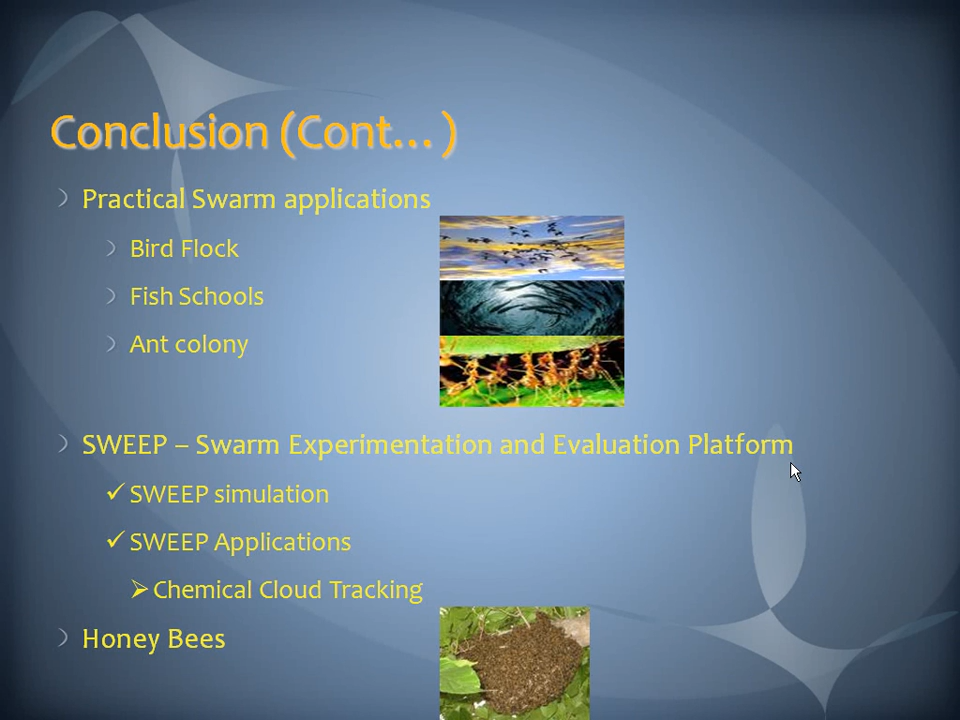 Conclusion (Cont…)
Practical Swarm applications
Bird Flock
Fish Schools
Ant colony
SWEEP – Swarm Experimentation and Evaluation Platform
SWEEP simulation
SWEEP Applications
Chemical Cloud Tracking
Honey Bees